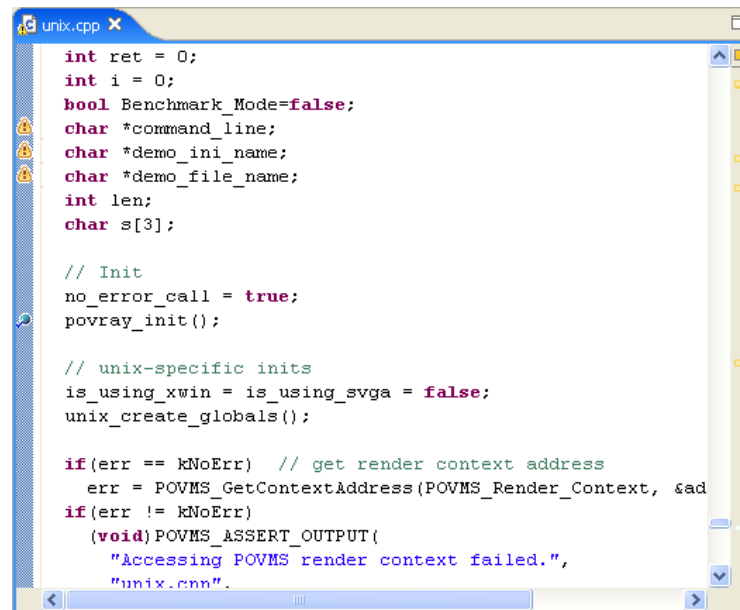 unix.cpp
int ret = 0;
int i = 0;
bool Benchmark_Mode=false;
char *command_line;
char *demo_ini_name;
char *demo_file_name;
int len;
char s[3];
// Init
no_error_call = true;
povray_init();
// unix-specific inits
is_using_xwin = is_using_svga = false;
unix_create_globals();
if(err == kNoErr)  // get render context address
err = POVMS_GetContextAddress(POVMS_Render_Context, &ad
if(err != kNoErr)
(void)POVMS_ASSERT_OUTPUT(
"Accessing POVMS render context failed.",
"unix.cpp",